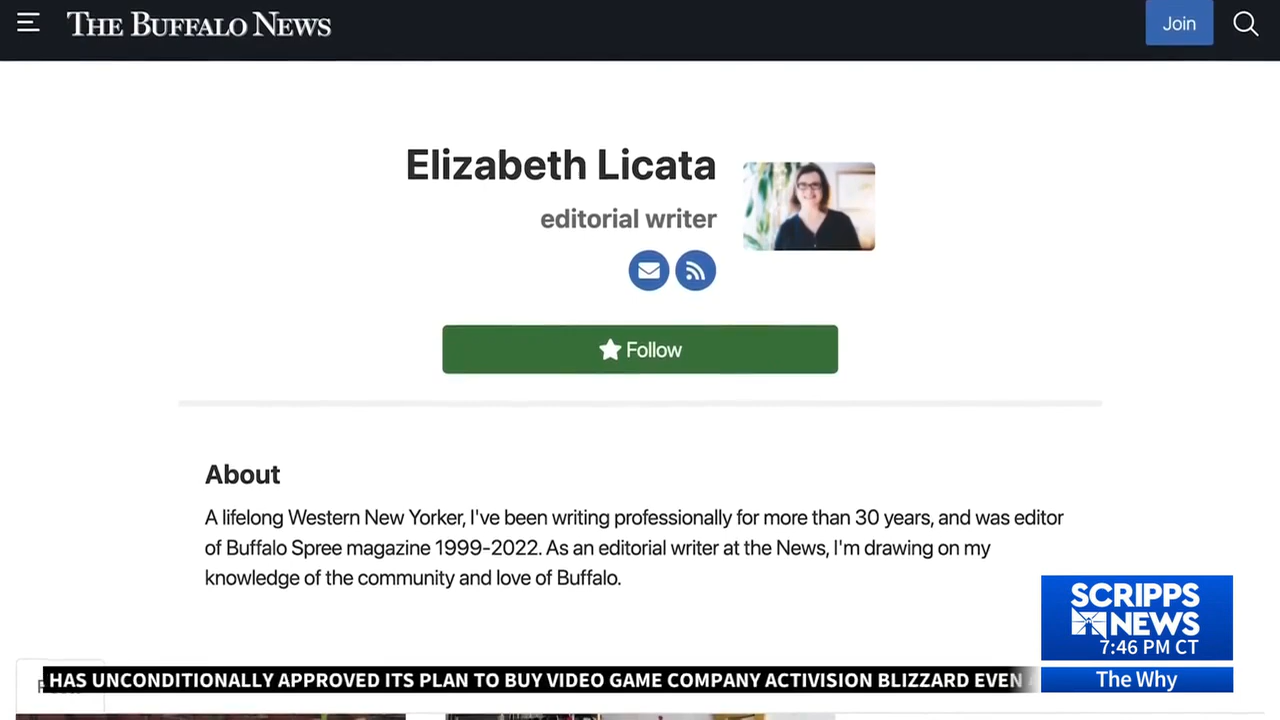 THE BUFFALO NEWS
Join
Elizabeth Licata
editorial writer
Follow
About
A lifelong Western New Yorker, I've been writing professionally for more than 30 years, and was editor
of Buffalo Spree magazine 1999-2022. As an editorial writer at the News, I'm drawing on my
knowledge of the community and love of Buffalo.
SCRIPPS
NEWS
7:46 PM CT
The Why
HAS UNCONDITIONALLY APPROVED ITS PLAN TO BUY VIDEO GAME COMPANY ACTIVISION BLIZZARD EVEN